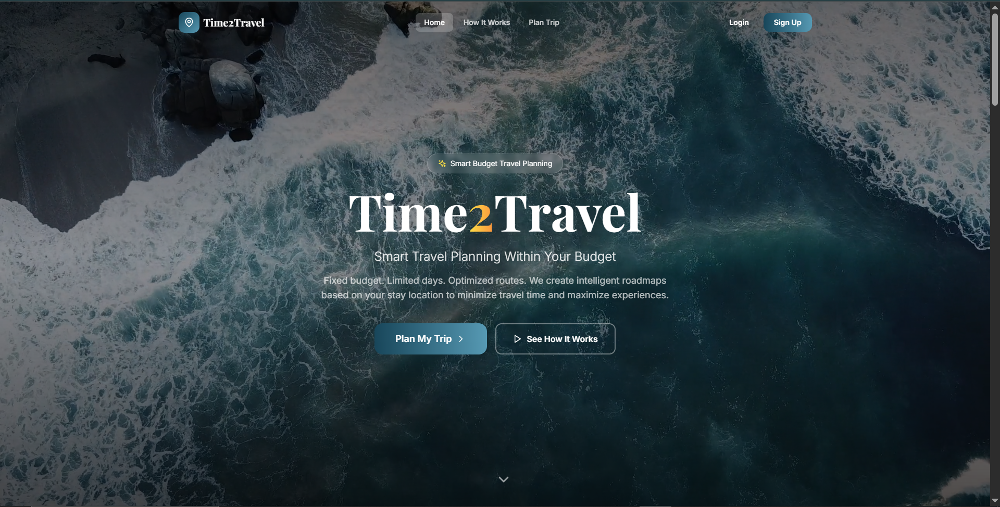 Time2Travel
Home
How It Works
Plan Trip
Login
Sign Up
Smart Budget Travel Planning
Time2Travel
Smart Travel Planning Within Your Budget
Fixed budget. Limited days. Optimized routes. We create intelligent roadmaps
based on your stay location to minimize travel time and maximize experiences.
Plan My Trip
See How It Works